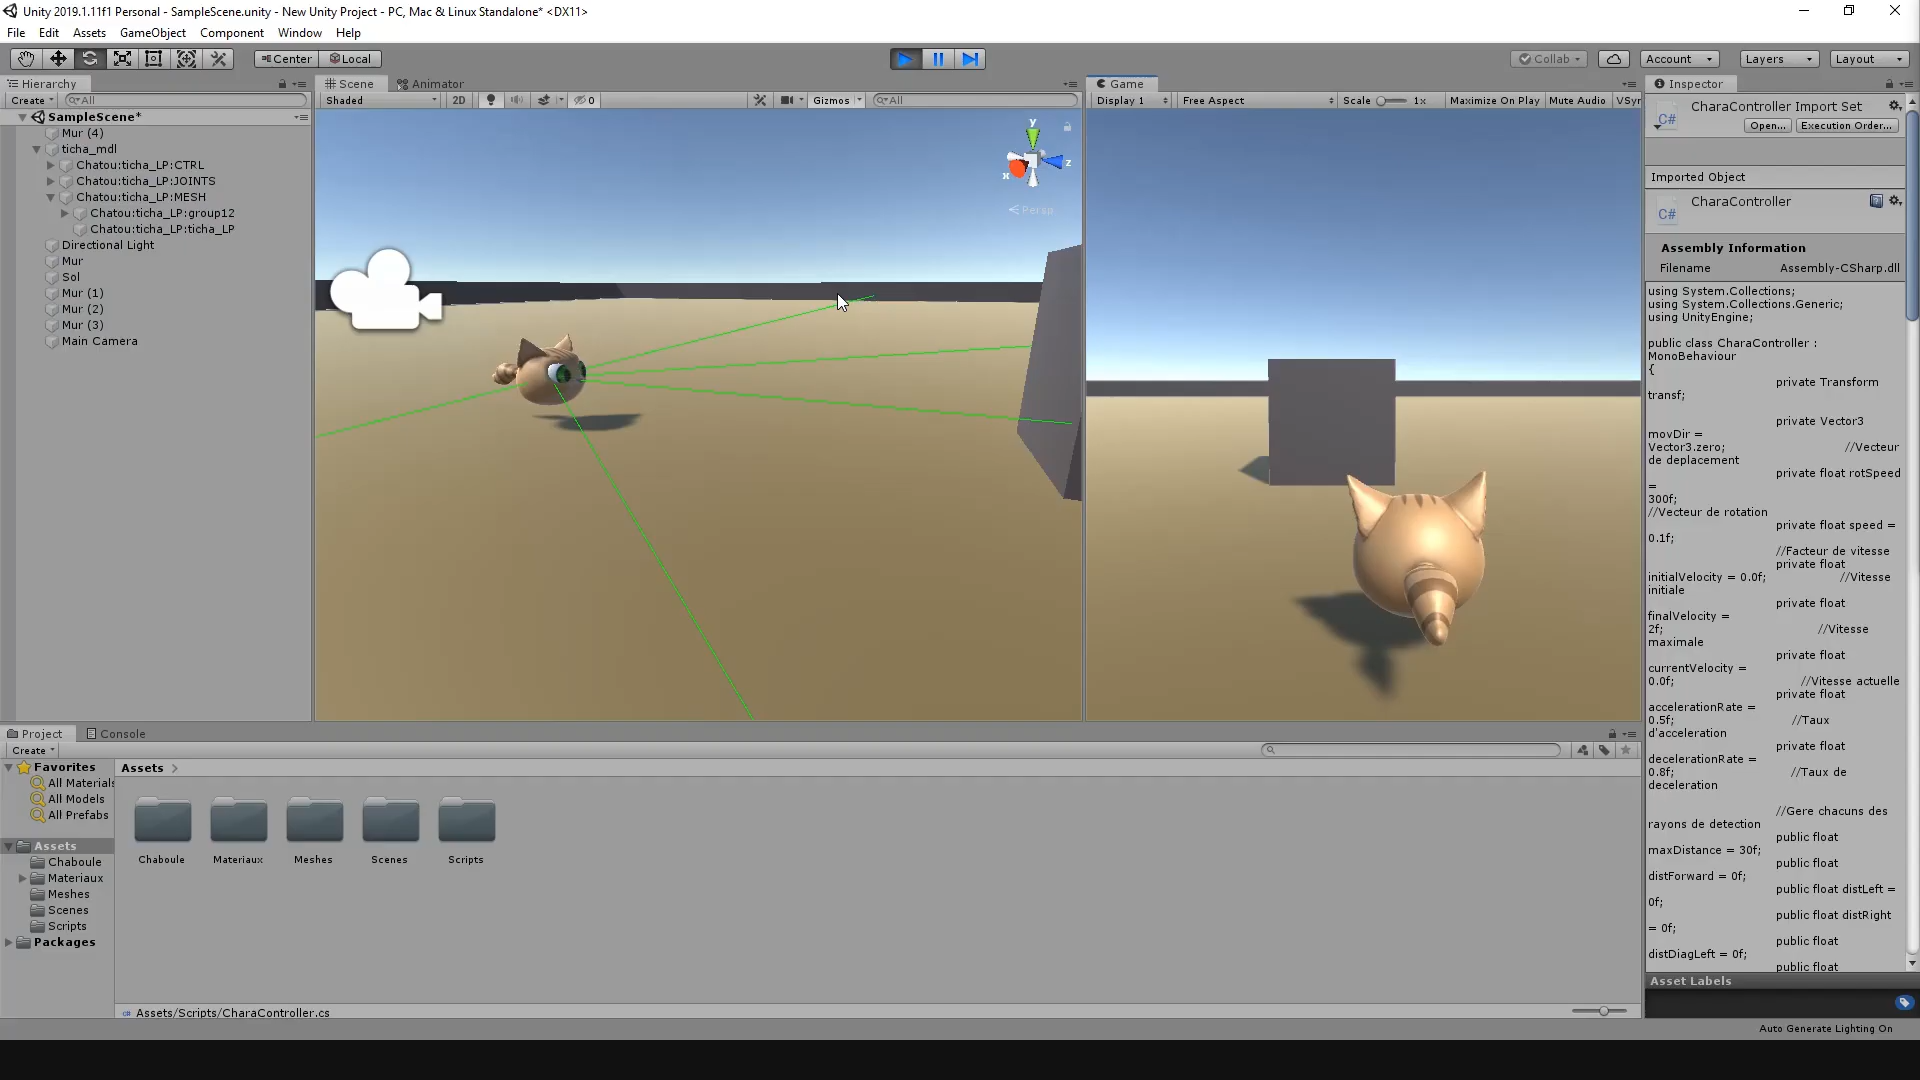 Unity 2019.1.11f1 Personal - SampleScene.unity - New Unity Project - PC, Mac & Linux Standalone* <DX11>
File Edit Assets GameObject Component Window Help
Center Local Collab Account Layers Layout
Hierarchy
Create All
SampleScene*
Mur (4)
ticha_mdl
Chatou:ticha_LP:CTRL
Chatou:ticha_LP:JOINTS
Chatou:ticha_LP:MESH
Chatou:ticha_LP:group12
Chatou:ticha_LP:ticha_LP
Directional Light
Mur
Sol
Mur (1)
Mur (2)
Mur (3)
Main Camera
Scene Animator
Shaded 2D 0 Gizmos All
y
z
x
Persp
Game
Display 1 Free Aspect Scale 1x Maximize On Play Mute Audio VSyn
Inspector
CharaController Import Set
C#
Open... Execution Order...
Imported Object
CharaController
C#
Assembly Information
Filename Assembly-CSharp.dll
using System.Collections;
using System.Collections.Generic;
using UnityEngine;
public class CharaController :
MonoBehaviour
{
private Transform
transf;
private Vector3
movDir =
Vector3.zero; //Vecteur
de deplacement
private float rotSpeed
=
300f;
//Vecteur de rotation
private float speed =
0.1f;
//Facteur de vitesse
private float
initialVelocity = 0.0f; //Vitesse
initiale
private float
finalVelocity =
2f; //Vitesse
maximale
private float
currentVelocity =
0.0f; //Vitesse actuelle
private float
accelerationRate =
0.5f; //Taux
d'acceleration
private float
decelerationRate =
0.8f; //Taux de
deceleration
//Gere chacuns des
rayons de detection
public float
maxDistance = 30f;
public float
distForward = 0f;
public float distLeft =
0f;
public float distRight
= 0f;
public float
distDiagLeft = 0f;
public float
Asset Labels
Project Console
Create
Favorites
All Materials
All Models
All Prefabs
Assets
Chaboule
Materiaux
Meshes
Scenes
Scripts
Packages
Assets
Chaboule Materiaux Meshes Scenes Scripts
Assets/Scripts/CharaController.cs
Auto Generate Lighting On